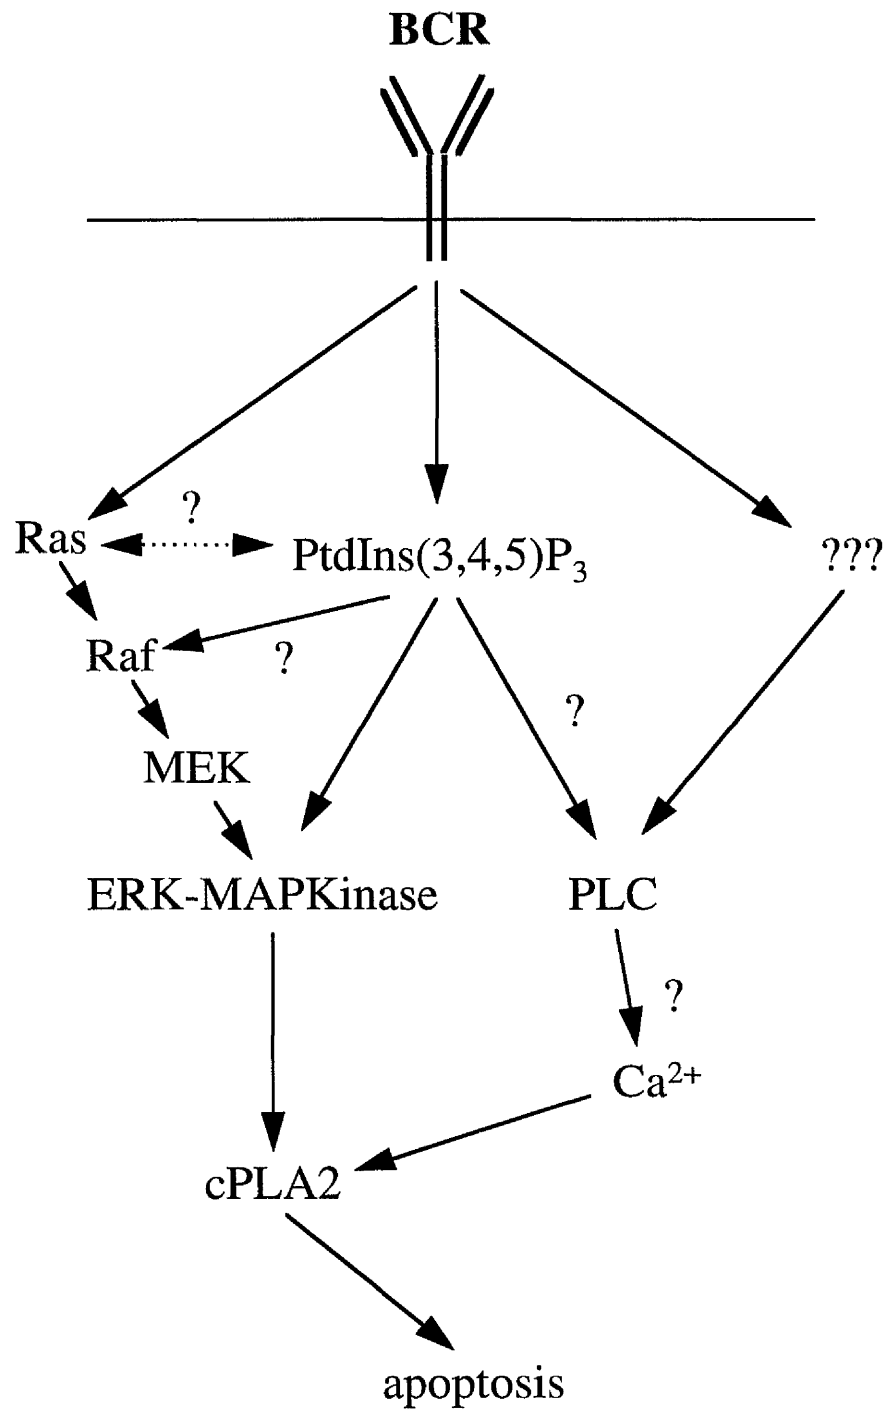 BCR
?
Ras
PtdIns(3,4,5)P3
???
Raf
?
?
MEK
ERK-MAPKinase
PLC
?
Ca2+
cPLA2
apoptosis